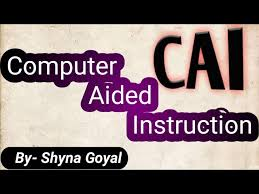 CAI
Computer
Aided
Instruction
By- Shyna Goyal